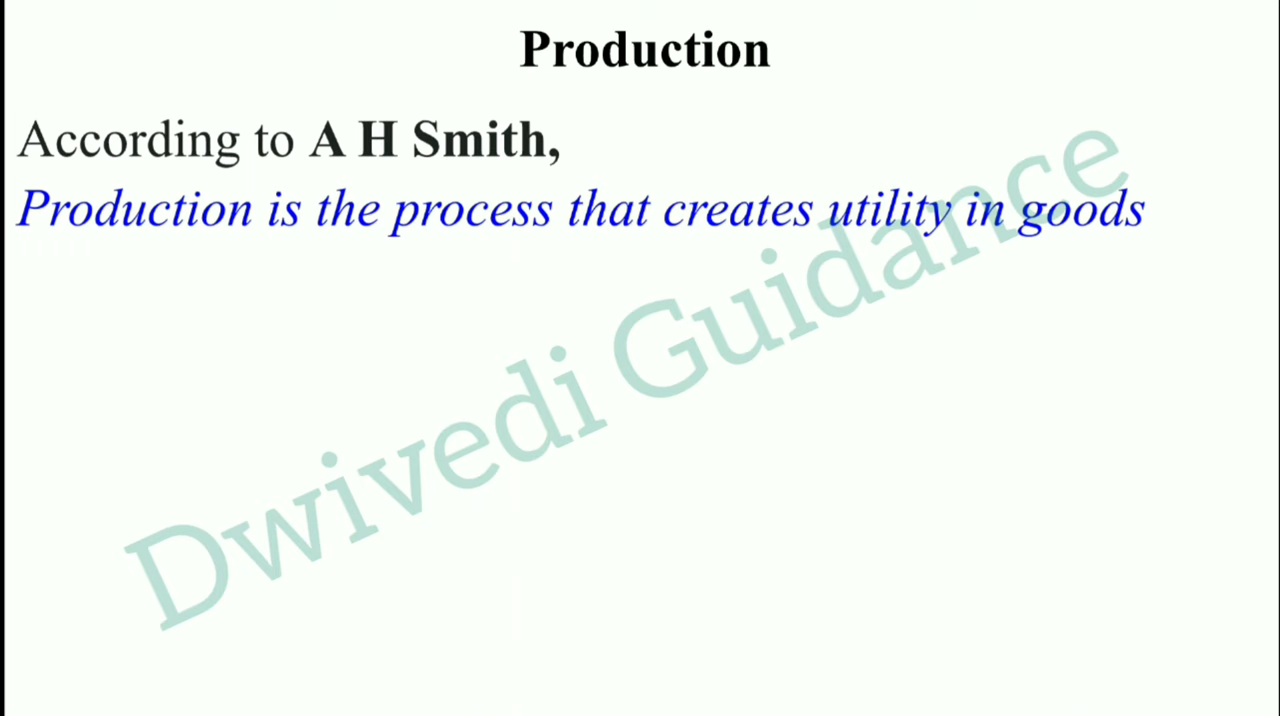 Production
According to A H Smith,
Production is the process that creates utility in goods
Dwivedi Guidance